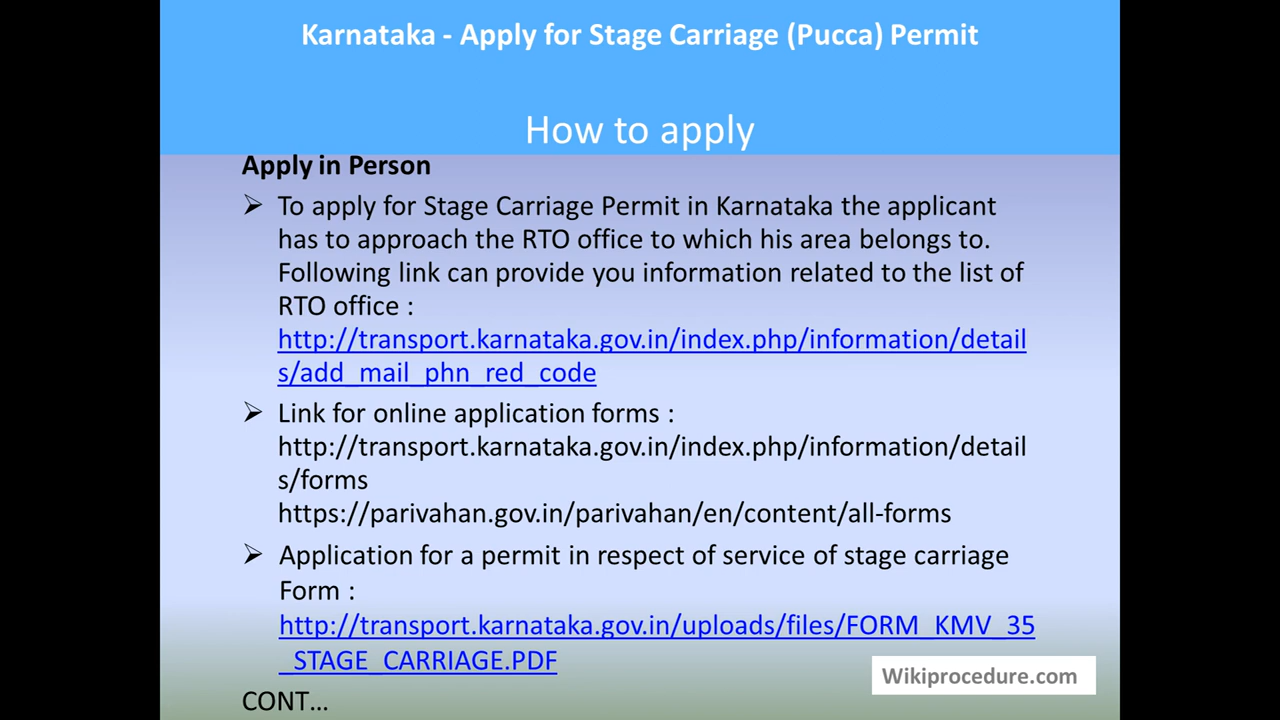 Karnataka - Apply for Stage Carriage (Pucca) Permit
How to apply
Apply in Person
➢ To apply for Stage Carriage Permit in Karnataka the applicant
has to approach the RTO office to which his area belongs to.
Following link can provide you information related to the list of
RTO office :
http://transport.karnataka.gov.in/index.php/information/detail
s/add_mail_phn_red_code
➢ Link for online application forms :
http://transport.karnataka.gov.in/index.php/information/detail
s/forms
https://parivahan.gov.in/parivahan/en/content/all-forms
➢ Application for a permit in respect of service of stage carriage
Form :
http://transport.karnataka.gov.in/uploads/files/FORM_KMV_35
_STAGE_CARRIAGE.PDF
Wikiprocedure.com
CONT...